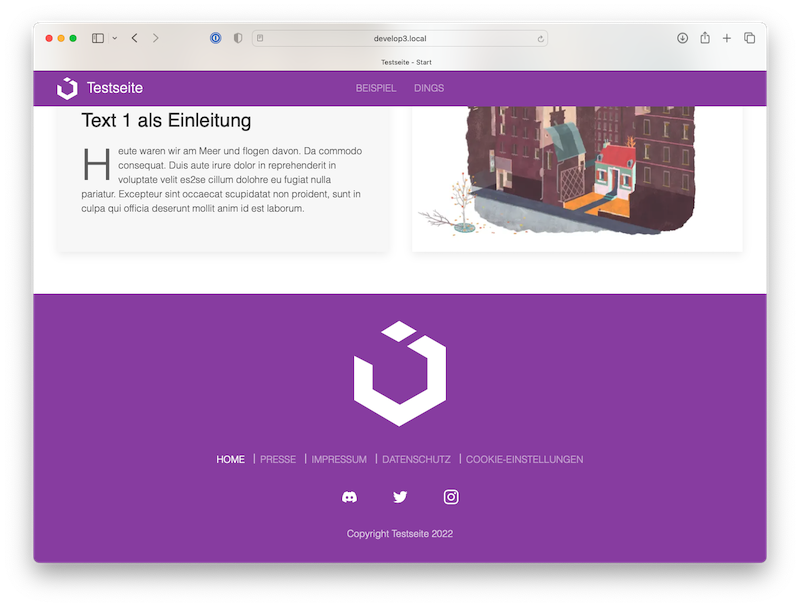 develop3.local
Testseite – Start
Testseite
BEISPIEL DINGS
Text 1 als Einleitung
Heute waren wir am Meer und flogen davon. Da commodo
consequat. Duis aute irure dolor in reprehenderit in
voluptate velit es2se cillum dolohre eu fugiat nulla
pariatur. Excepteur sint occaecat scupidatat non proident, sunt in
culpa qui officia deserunt mollit anim id est laborum.
HOME | PRESSE | IMPRESSUM | DATENSCHUTZ | COOKIE-EINSTELLUNGEN
Copyright Testseite 2022